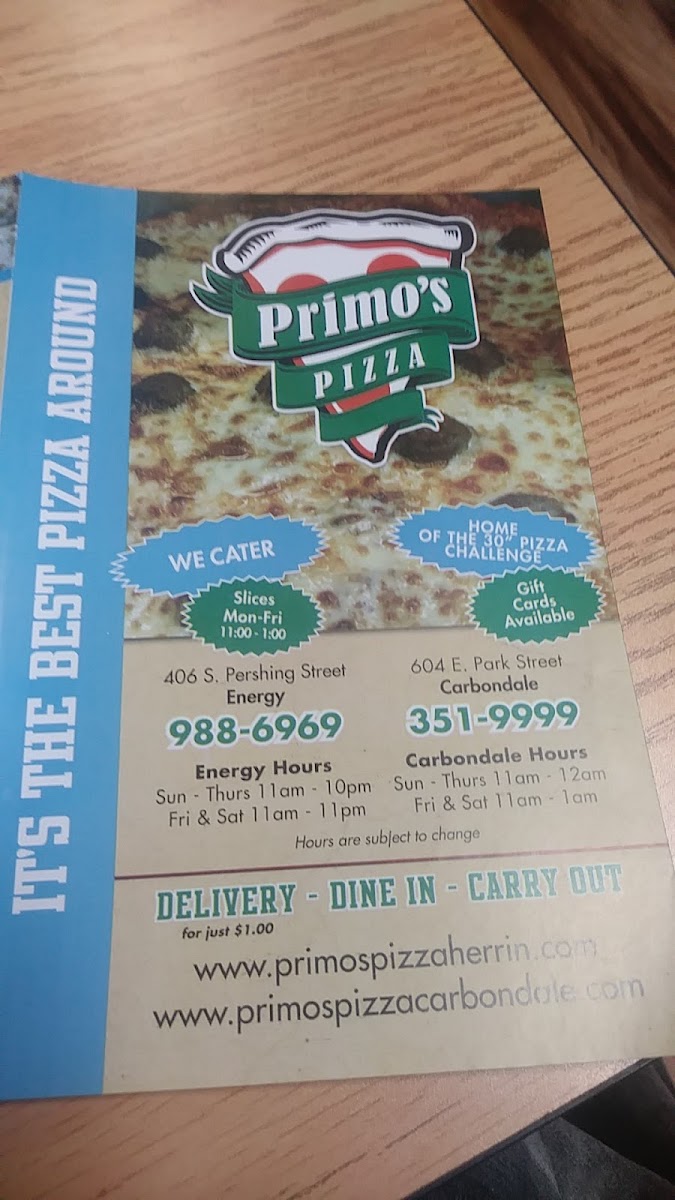 IT'S THE BEST PIZZA AROUND
Primo's
PIZZA
WE CATER
Slices
Mon-Fri
11:00 - 1:00
HOME
OF THE 30" PIZZA
CHALLENGE
Gift
Cards
Available
406 S. Pershing Street
Energy
988-6969
Energy Hours
Sun - Thurs 11am - 10pm
Fri & Sat 11am - 11pm
604 E. Park Street
Carbondale
351-9999
Carbondale Hours
Sun - Thurs 11am - 12am
Fri & Sat 11am - 1am
Hours are subject to change
DELIVERY - DINE IN - CARRY OUT
for just $1.00
www.primospizzaherrin.com
www.primospizzacarbondale.com